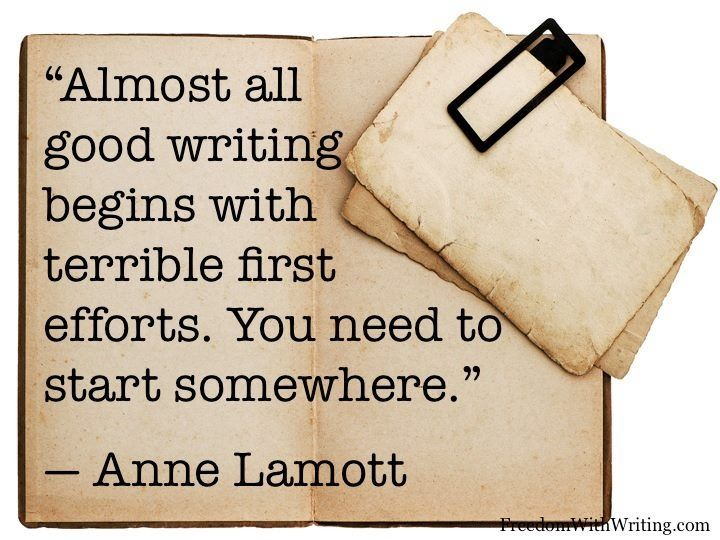 “Almost all
good writing
begins with
terrible first
efforts. You need to
start somewhere.”
— Anne Lamott
FreedomWithWriting.com